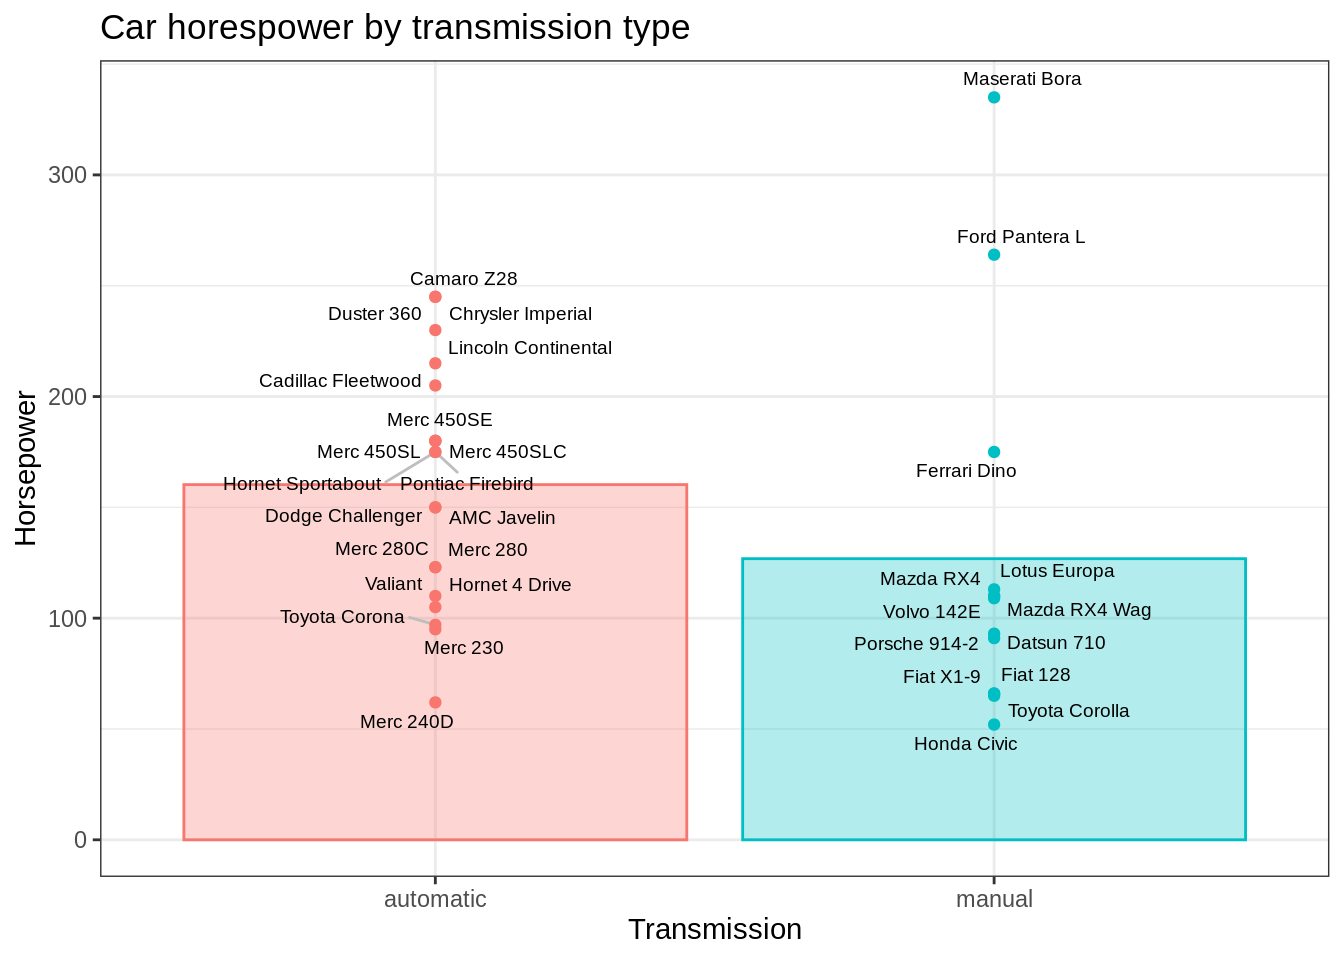 Car horespower by transmission type
Horsepower
300
200
100
0
Camaro Z28
Duster 360
Chrysler Imperial
Lincoln Continental
Cadillac Fleetwood
Merc 450SE
Merc 450SL
Merc 450SLC
Hornet Sportabout
Pontiac Firebird
Dodge Challenger
AMC Javelin
Merc 280C
Merc 280
Valiant
Hornet 4 Drive
Toyota Corona
Merc 230
Merc 240D
Maserati Bora
Ford Pantera L
Ferrari Dino
Lotus Europa
Mazda RX4
Mazda RX4 Wag
Volvo 142E
Porsche 914-2
Datsun 710
Fiat X1-9
Fiat 128
Toyota Corolla
Honda Civic
automatic
manual
Transmission